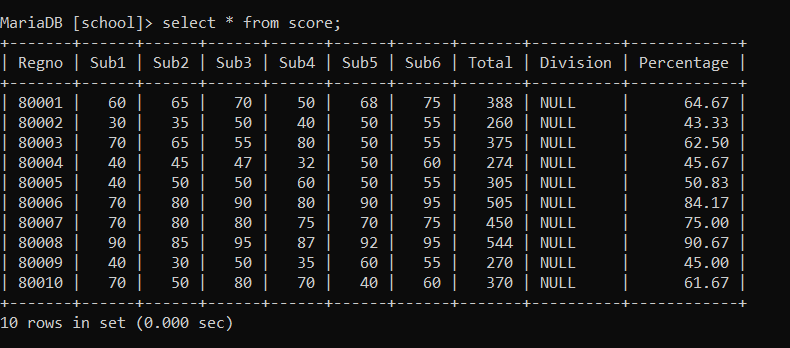 MariaDB [school]> select * from score;
+-------+------+------+------+------+------+------+-------+----------+------------+
| Regno | Sub1 | Sub2 | Sub3 | Sub4 | Sub5 | Sub6 | Total | Division | Percentage |
+-------+------+------+------+------+------+------+-------+----------+------------+
| 80001 |   60 |   65 |   70 |   50 |   68 |   75 |   388 | NULL     |      64.67 |
| 80002 |   30 |   35 |   50 |   40 |   50 |   55 |   260 | NULL     |      43.33 |
| 80003 |   70 |   65 |   55 |   80 |   50 |   55 |   375 | NULL     |      62.50 |
| 80004 |   40 |   45 |   47 |   32 |   50 |   60 |   274 | NULL     |      45.67 |
| 80005 |   40 |   50 |   50 |   60 |   50 |   55 |   305 | NULL     |      50.83 |
| 80006 |   70 |   80 |   90 |   80 |   90 |   95 |   505 | NULL     |      84.17 |
| 80007 |   70 |   80 |   80 |   75 |   70 |   75 |   450 | NULL     |      75.00 |
| 80008 |   90 |   85 |   95 |   87 |   92 |   95 |   544 | NULL     |      90.67 |
| 80009 |   40 |   30 |   50 |   35 |   60 |   55 |   270 | NULL     |      45.00 |
| 80010 |   70 |   50 |   80 |   70 |   40 |   60 |   370 | NULL     |      61.67 |
+-------+------+------+------+------+------+------+-------+----------+------------+
10 rows in set (0.000 sec)